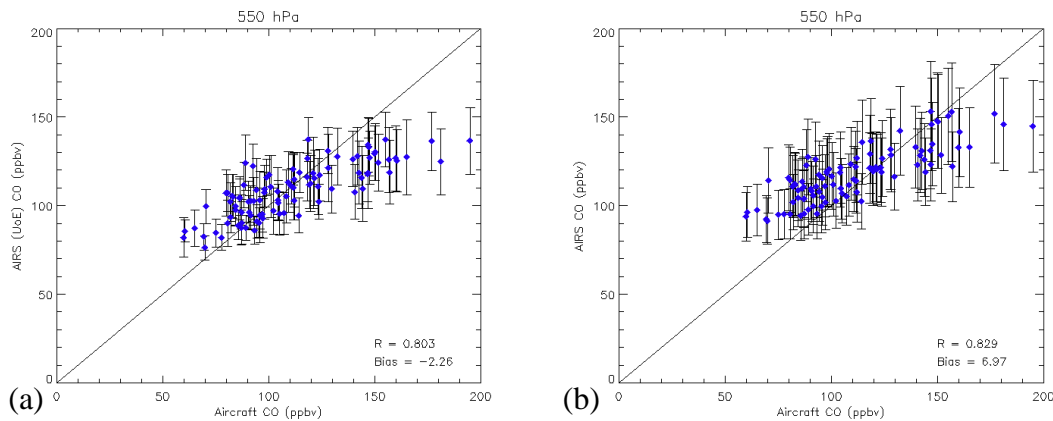 550 hPa
200
150
100
50
0
AIRS (UoE) CO (ppbv)
R = 0.803
Bias = -2.26
0 50 100 150 200
Aircraft CO (ppbv)
(a)
550 hPa
200
150
100
50
0
AIRS CO (ppbv)
R = 0.829
Bias = 6.97
0 50 100 150 200
Aircraft CO (ppbv)
(b)